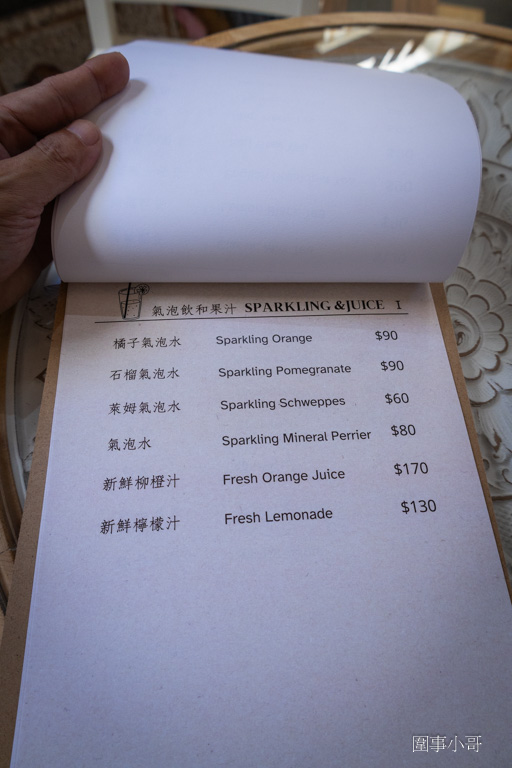 氣泡飲和果汁 SPARKLING &JUICE I
橘子氣泡水 Sparkling Orange $90
石榴氣泡水 Sparkling Pomegranate $90
萊姆氣泡水 Sparkling Schweppes $60
氣泡水 Sparkling Mineral Perrier $80
新鮮柳橙汁 Fresh Orange Juice $170
新鮮檸檬汁 Fresh Lemonade $130
圍事小哥